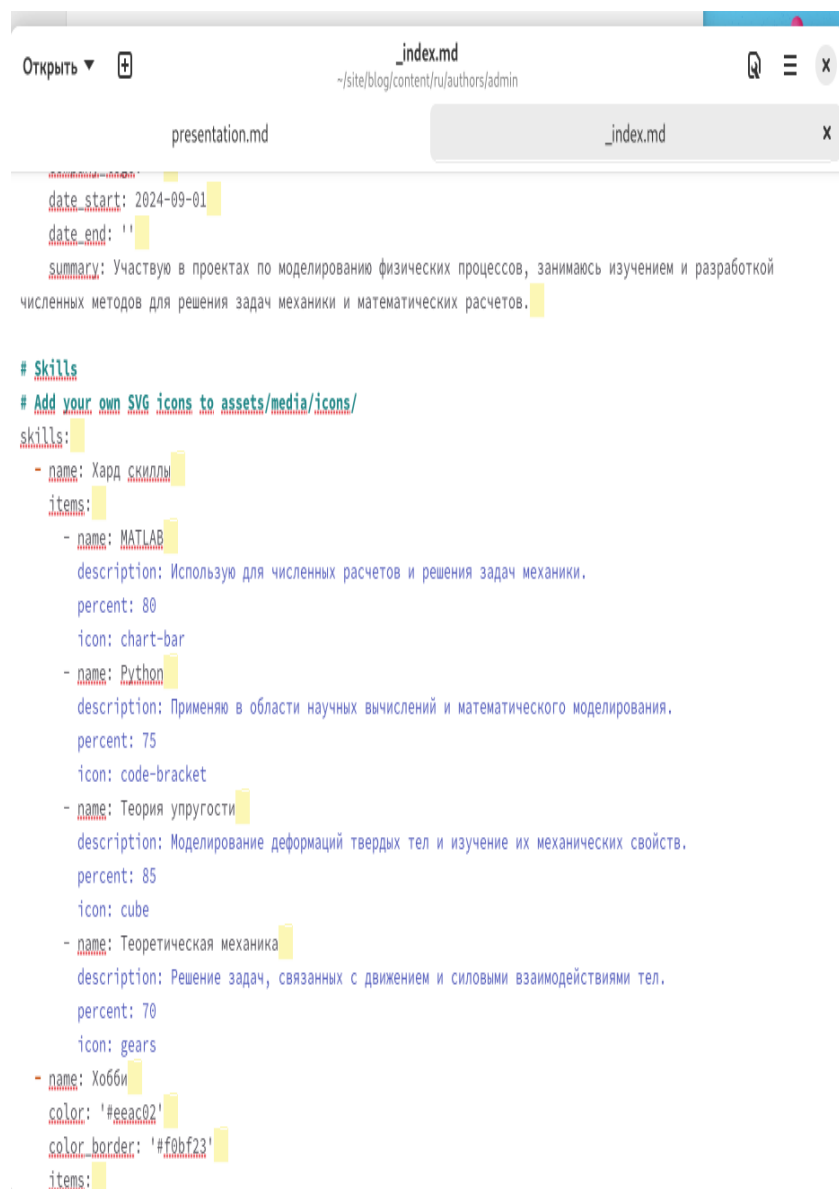 Открыть
_index.md
~/site/blog/content/ru/authors/admin
presentation.md
_index.md
date_start: 2024-09-01
date_end: ''
summary: Участвую в проектах по моделированию физических процессов, занимаюсь изучением и разработкой
численных методов для решения задач механики и математических расчетов.
# Skills
# Add your own SVG icons to assets/media/icons/
skills:
- name: Хард скиллы
items:
- name: MATLAB
description: Использую для численных расчетов и решения задач механики.
percent: 80
icon: chart-bar
- name: Python
description: Применяю в области научных вычислений и математического моделирования.
percent: 75
icon: code-bracket
- name: Теория упругости
description: Моделирование деформаций твердых тел и изучение их механических свойств.
percent: 85
icon: cube
- name: Теоретическая механика
description: Решение задач, связанных с движением и силовыми взаимодействиями тел.
percent: 70
icon: gears
- name: Хобби
color: '#eeac02'
color_border: '#f0bf23'
items: